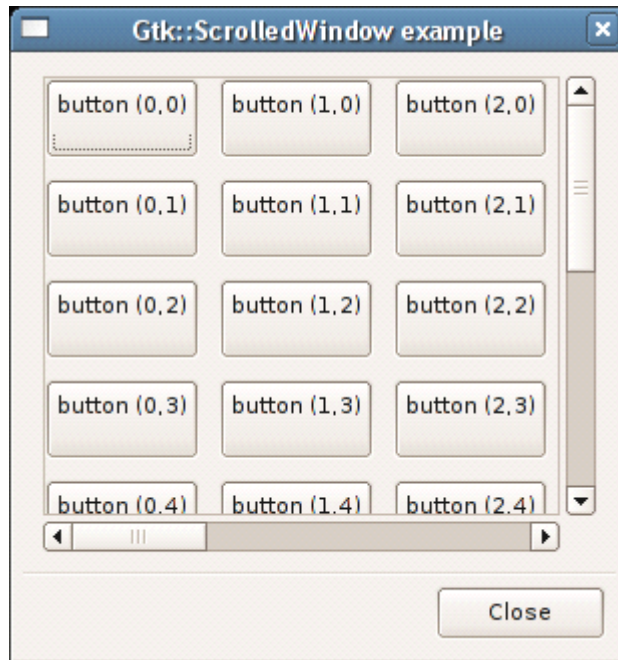 Gtk::ScrolledWindow example
button (0,0) button (1,0) button (2,0)
button (0,1) button (1,1) button (2,1)
button (0,2) button (1,2) button (2,2)
button (0,3) button (1,3) button (2,3)
button (0,4) button (1,4) button (2,4)
Close